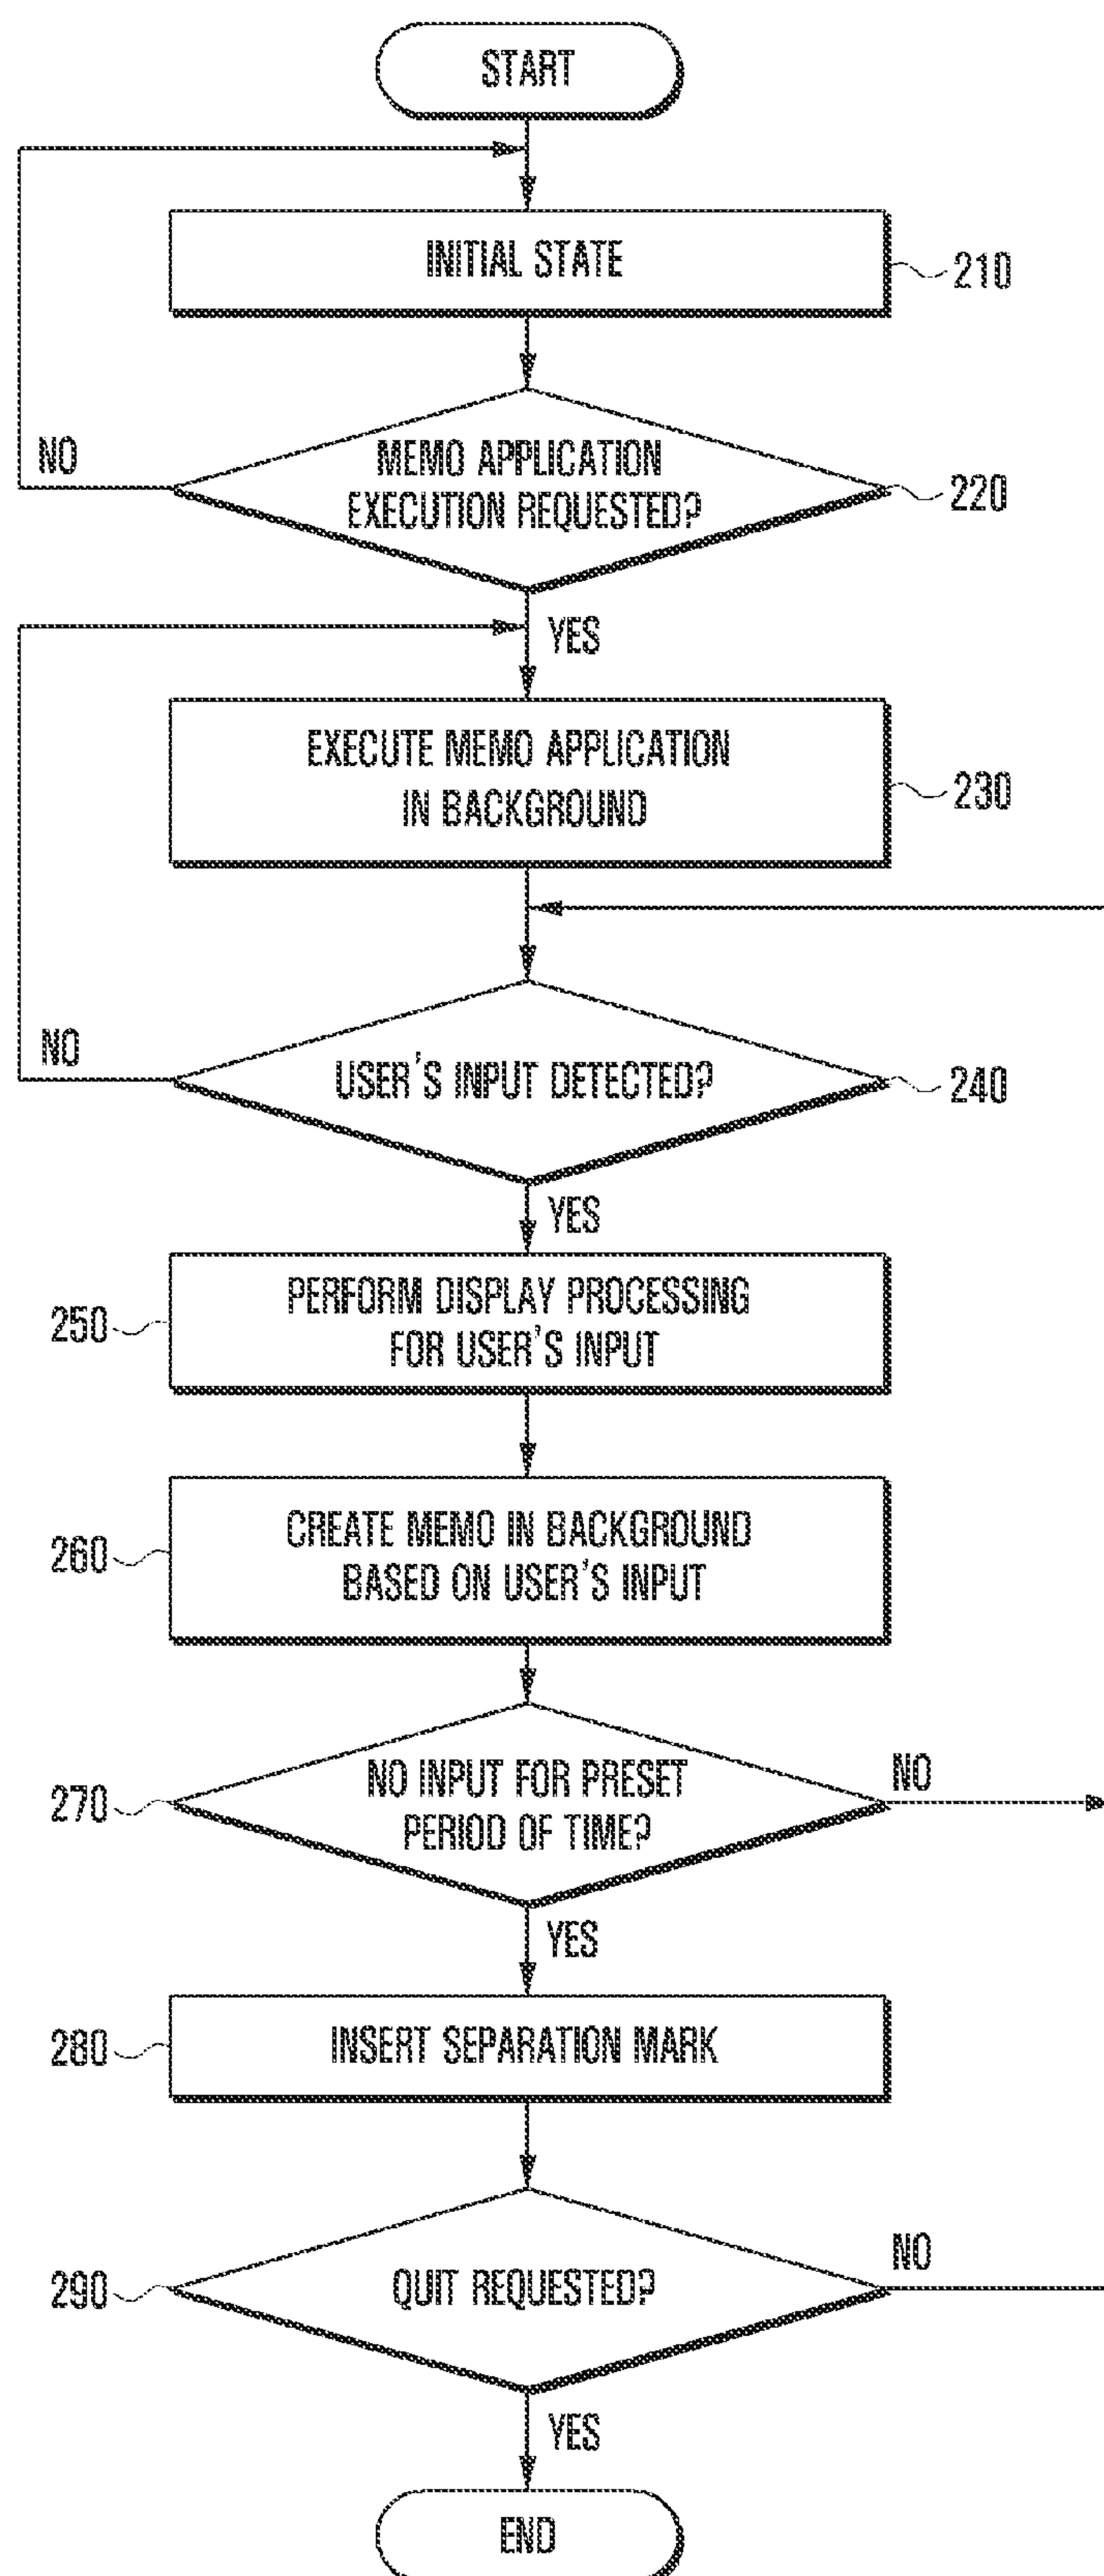 START
INITIAL STATE
210
NO
MEMO APPLICATION
EXECUTION REQUESTED?
220
YES
EXECUTE MEMO APPLICATION
IN BACKGROUND
230
NO
USER'S INPUT DETECTED?
240
YES
250
PERFORM DISPLAY PROCESSING
FOR USER'S INPUT
260
CREATE MEMO IN BACKGROUND
BASED ON USER'S INPUT
270
NO INPUT FOR PRESET
PERIOD OF TIME?
NO
YES
280
INSERT SEPARATION MARK
290
QUIT REQUESTED?
NO
YES
END